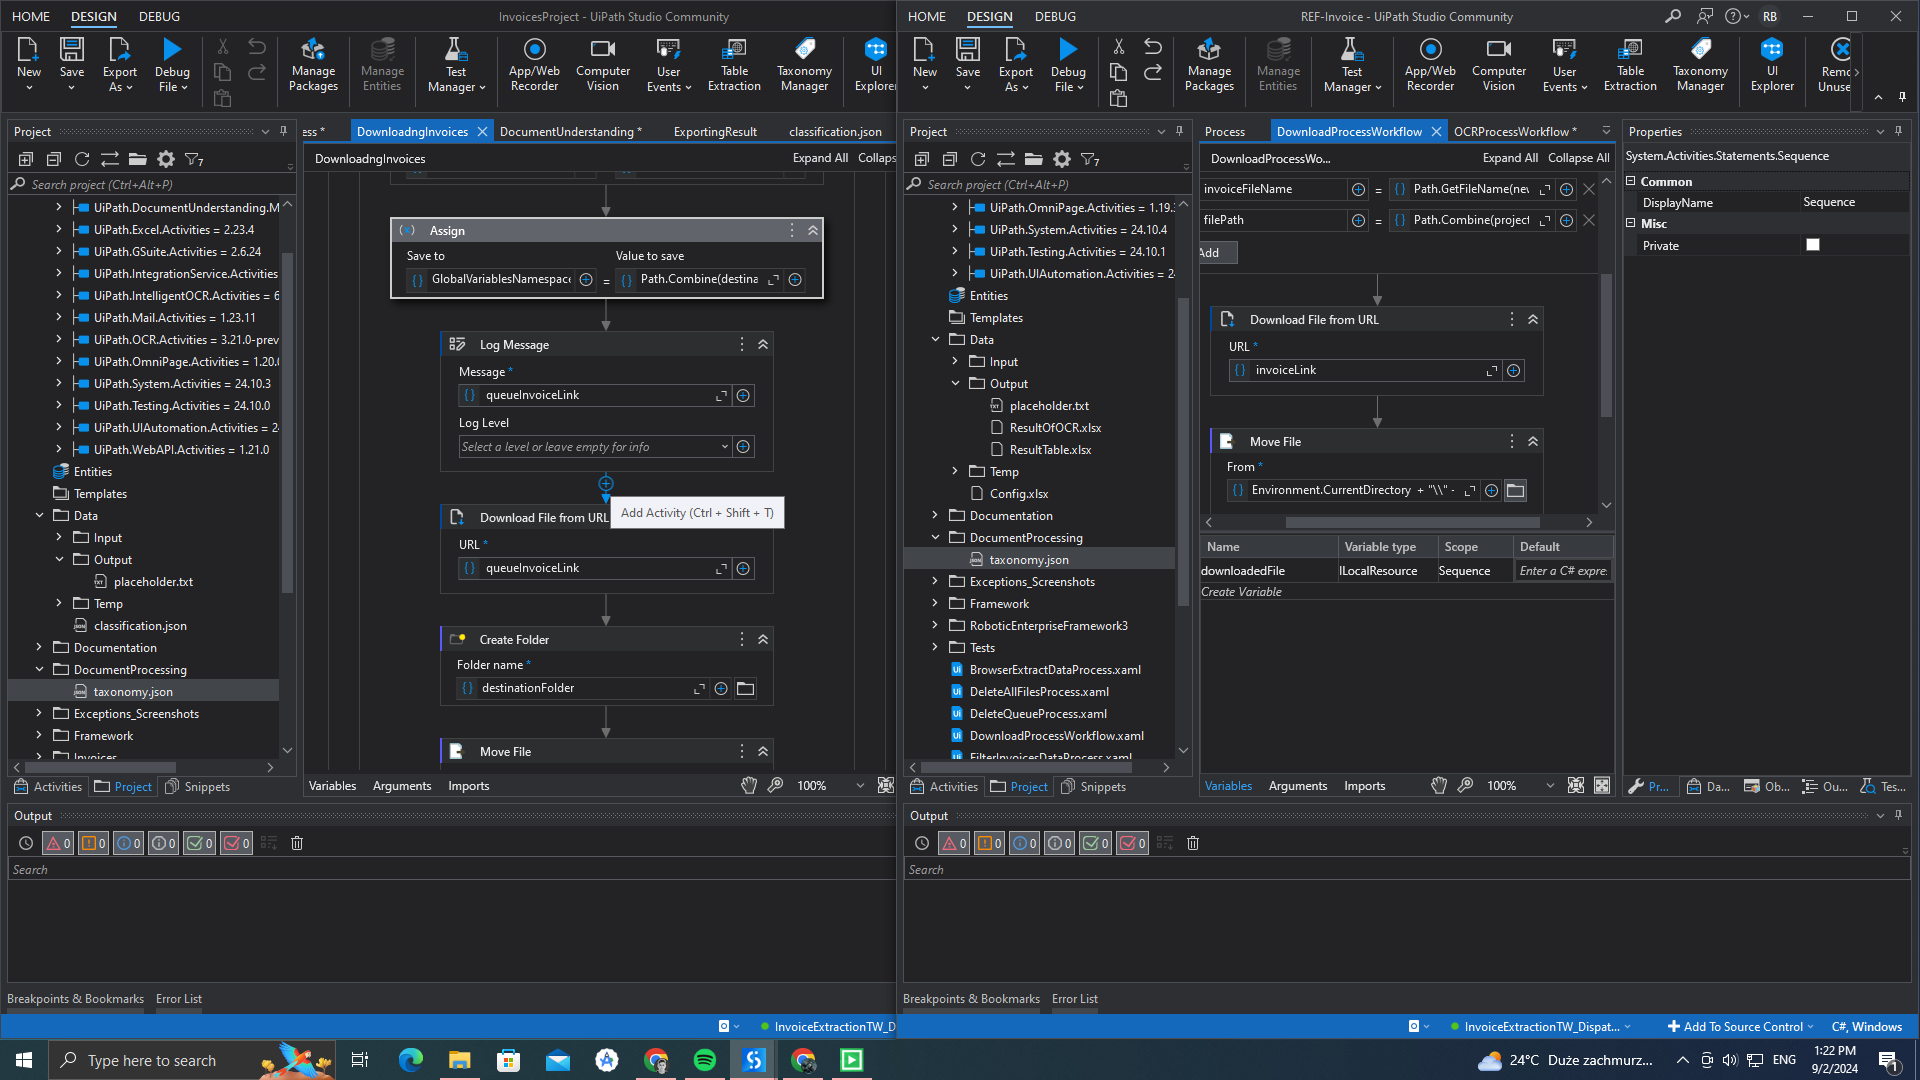 HOME DESIGN DEBUG
InvoicesProject - UiPath Studio Community
New
Save
Export As
Debug File
Manage Packages
Manage Entities
Test Manager
App/Web Recorder
Computer Vision
User Events
Table Extraction
Taxonomy Manager
UI Explorer
Project
ess *
DownloadngInvoices
DocumentUnderstanding *
ExportingResult
classification.json
DownloadngInvoices
Expand All
Collaps
7
Search project (Ctrl+Alt+P)
UiPath.DocumentUnderstanding.M
UiPath.Excel.Activities = 2.23.4
UiPath.GSuite.Activities = 2.6.24
UiPath.IntegrationService.Activities
UiPath.IntelligentOCR.Activities = 6
UiPath.Mail.Activities = 1.23.11
UiPath.OCR.Activities = 3.21.0-prev
UiPath.OmniPage.Activities = 1.20.0
UiPath.System.Activities = 24.10.3
UiPath.Testing.Activities = 24.10.0
UiPath.UIAutomation.Activities = 24
UiPath.WebAPI.Activities = 1.21.0
Entities
Templates
Data
Input
Output
placeholder.txt
Temp
classification.json
Documentation
DocumentProcessing
taxonomy.json
Exceptions_Screenshots
Framework
Invoices
Assign
Save to
Value to save
GlobalVariablesNamespace
=
Path.Combine(destina
Log Message
Message *
queueInvoiceLink
Log Level
Select a level or leave empty for info
Add Activity (Ctrl + Shift + T)
Download File from URL
URL *
queueInvoiceLink
Create Folder
Folder name *
destinationFolder
Move File
Activities
Project
Snippets
Variables
Arguments
Imports
100%
Output
0 0 0 0 0 0
Search
Breakpoints & Bookmarks
Error List
InvoiceExtractionTW_D
HOME DESIGN DEBUG
REF-Invoice - UiPath Studio Community
RB
New
Save
Export As
Debug File
Manage Packages
Manage Entities
Test Manager
App/Web Recorder
Computer Vision
User Events
Table Extraction
Taxonomy Manager
UI Explorer
Remo
Unuse
Project
Process
DownloadProcessWorkflow
OCRProcessWorkflow *
DownloadProcessWo...
Expand All
Collapse All
7
Search project (Ctrl+Alt+P)
UiPath.OmniPage.Activities = 1.19.
UiPath.System.Activities = 24.10.4
UiPath.Testing.Activities = 24.10.1
UiPath.UIAutomation.Activities = 24
Entities
Templates
Data
Input
Output
placeholder.txt
ResultOfOCR.xlsx
ResultTable.xlsx
Temp
Config.xlsx
Documentation
DocumentProcessing
taxonomy.json
Exceptions_Screenshots
Framework
RoboticEnterpriseFramework3
Tests
BrowserExtractDataProcess.xaml
DeleteAllFilesProcess.xaml
DeleteQueueProcess.xaml
DownloadProcessWorkflow.xaml
FilterInvoicesDataProcess.xaml
invoiceFileName
=
Path.GetFileName(nev
filePath
=
Path.Combine(project
Add
Download File from URL
URL *
invoiceLink
Move File
From *
Environment.CurrentDirectory + "\\" -
Name
Variable type
Scope
Default
downloadedFile
ILocalResource
Sequence
Enter a C# expre.
Create Variable
Properties
System.Activities.Statements.Sequence
Common
DisplayName
Sequence
Misc
Private
Activities
Project
Snippets
Variables
Arguments
Imports
100%
Pr...
Da...
Ob...
Ou...
Tes...
Output
0 0 0 0 0 0
Search
Breakpoints & Bookmarks
Error List
InvoiceExtractionTW_Dispat...
Add To Source Control
C#, Windows
Type here to search
24°C
Duże zachmurz...
ENG
1:22 PM
9/2/2024
1